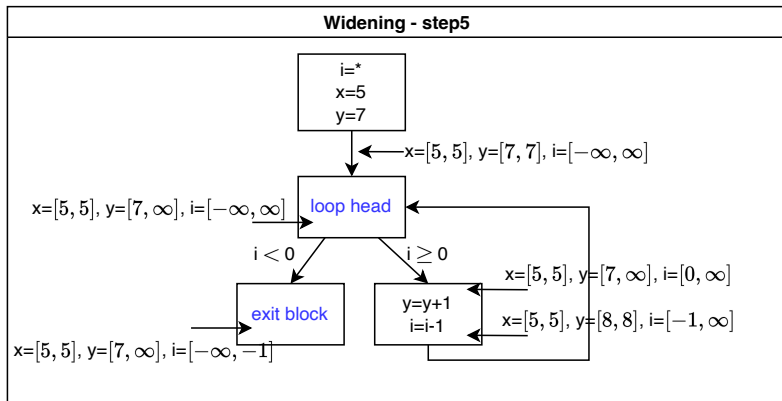 Widening - step5
i=*
x=5
y=7
x=[5, 5], y=[7, 7], i=[−∞, ∞]
loop head
x=[5, 5], y=[7, ∞], i=[−∞, ∞]
i < 0
i ≥ 0
x=[5, 5], y=[7, ∞], i=[0, ∞]
exit block
y=y+1
i=i-1
x=[5, 5], y=[8, 8], i=[−1, ∞]
x=[5, 5], y=[7, ∞], i=[−∞, −1]